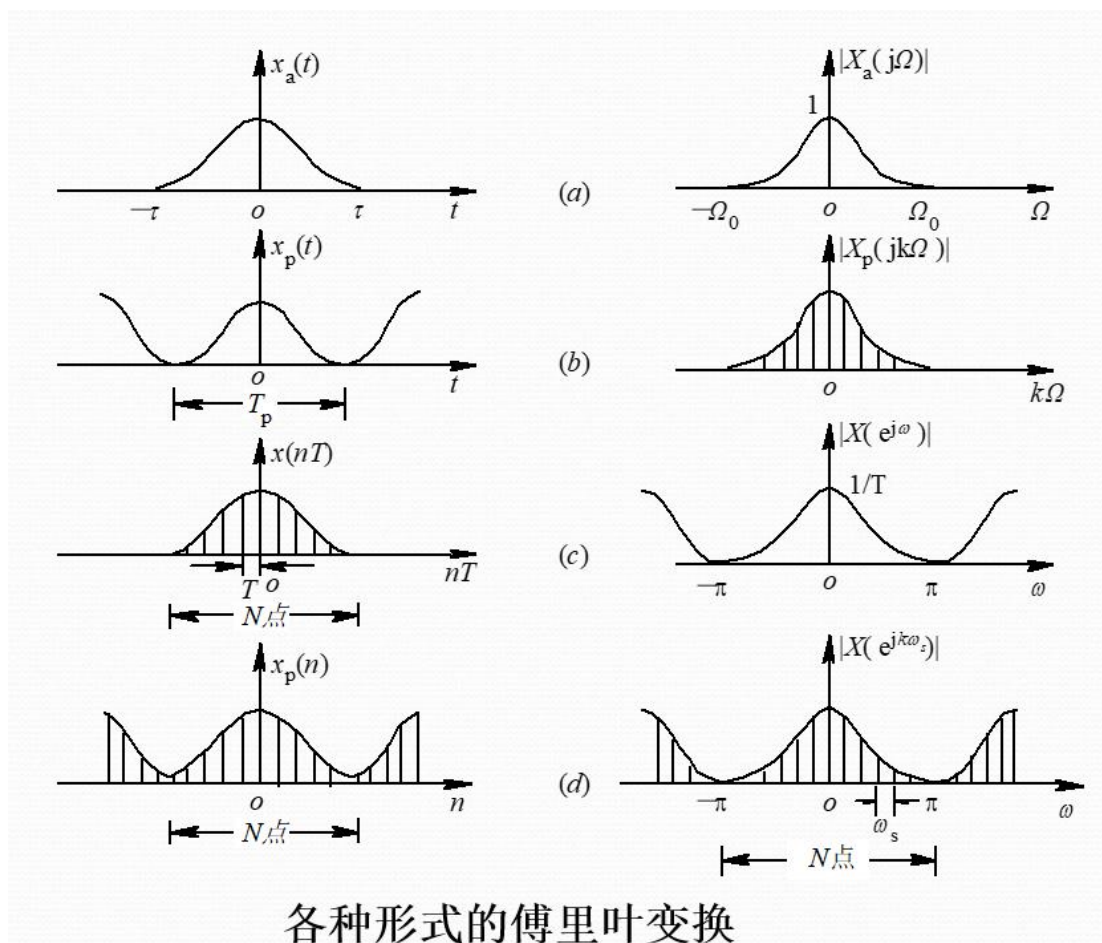 x_a(t)
|X_a(jΩ)|
1
−τ o τ t
(a)
−Ω_0 o Ω_0 Ω
x_p(t)
|X_p(jkΩ)|
o t
T_p
(b)
o kΩ
x(nT)
|X(e^{jω})|
1/T
T o nT
N点
(c)
−π o π ω
x_p(n)
|X(e^{jkω_s})|
o n
N点
(d)
−π o π ω
ω_s
N点
各种形式的傅里叶变换